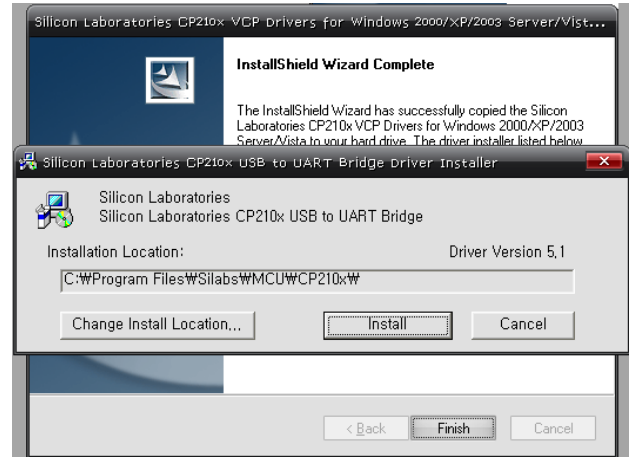 Silicon Laboratories CP210x VCP Drivers for Windows 2000/XP/2003 Server/Vist...
InstallShield Wizard Complete
The InstallShield Wizard has successfully copied the Silicon
Laboratories CP210x VCP Drivers for Windows 2000/XP/2003
Server/Vista to your hard drive. The driver installer listed below
Silicon Laboratories CP210x USB to UART Bridge Driver Installer
Silicon Laboratories
Silicon Laboratories CP210x USB to UART Bridge
Installation Location:
Driver Version 5,1
C:₩Program Files₩Silabs₩MCU₩CP210x₩
Change Install Location,,,
Install
Cancel
< Back
Finish
Cancel